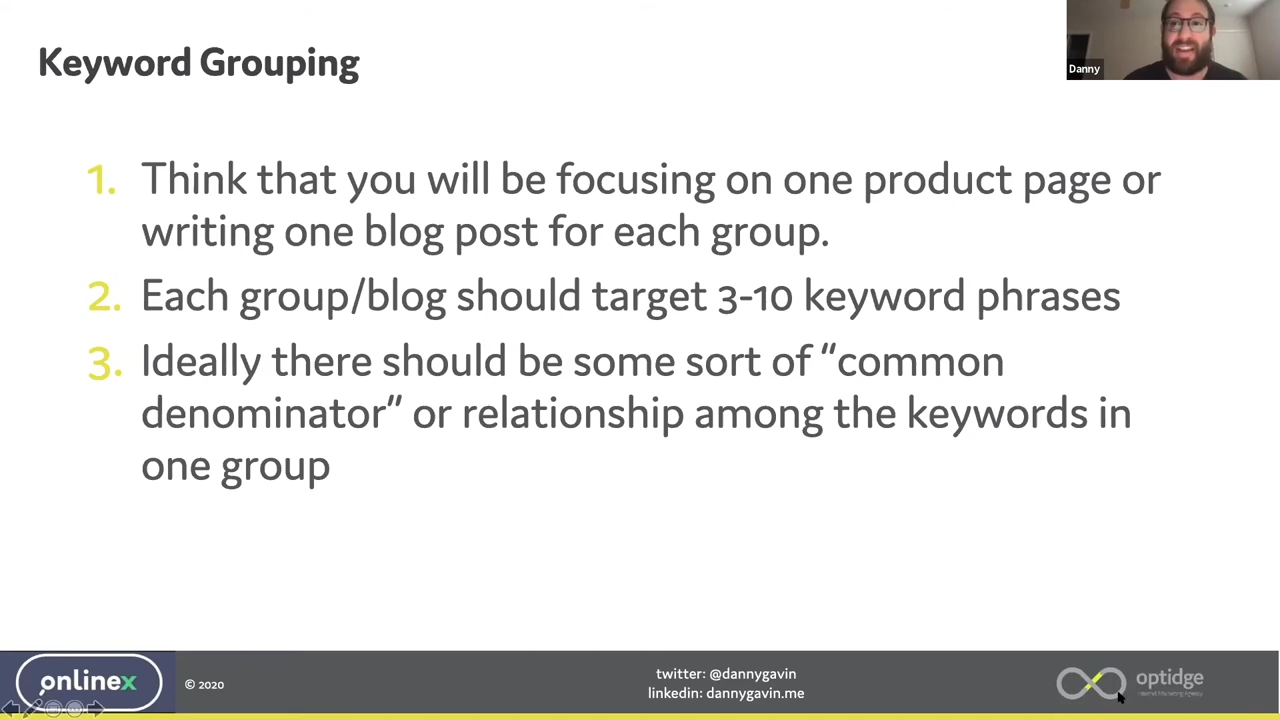 Keyword Grouping
Danny
1. Think that you will be focusing on one product page or
writing one blog post for each group.
2. Each group/blog should target 3-10 keyword phrases
3. Ideally there should be some sort of "common
denominator" or relationship among the keywords in
one group
onlinex
© 2020
twitter: @dannygavin
linkedin: dannygavin.me
optidge
Internet Marketing Agency